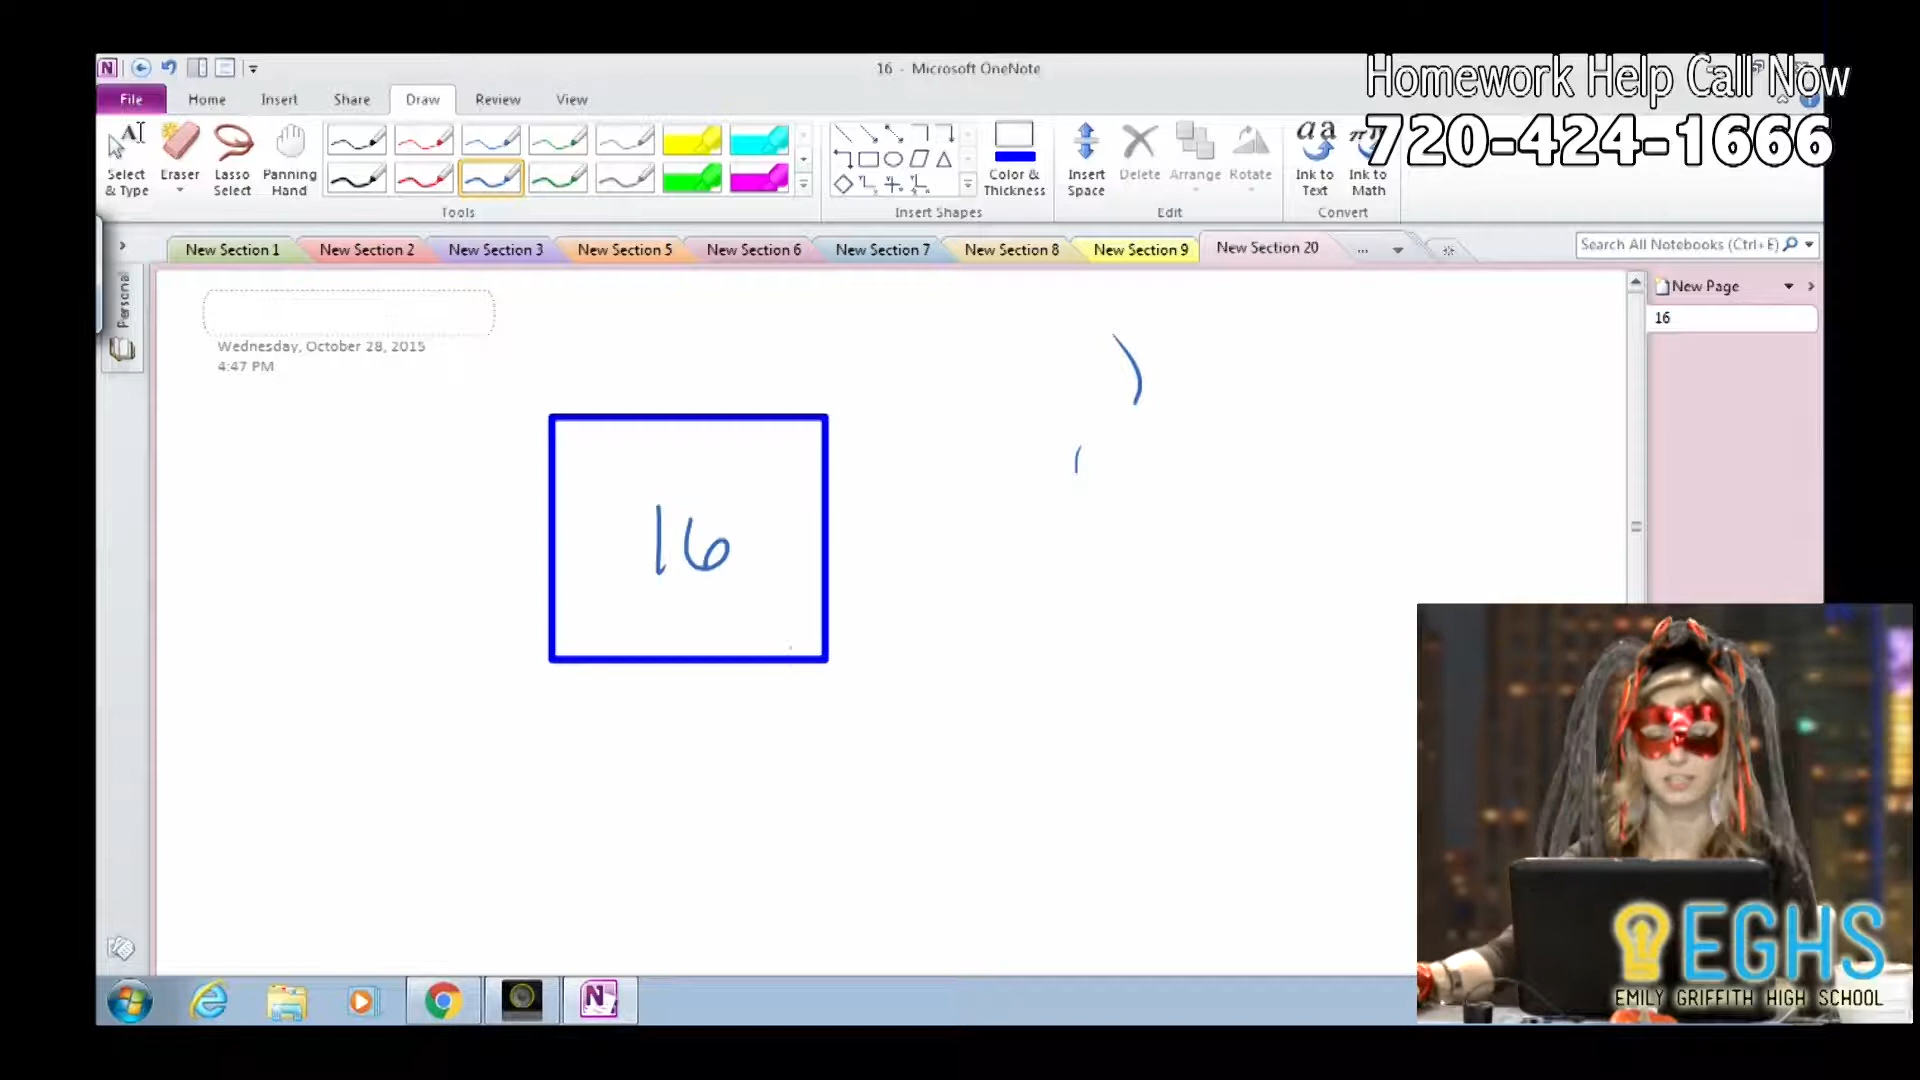 16 - Microsoft OneNote
Homework Help Call Now
720-424-1666
File Home Insert Share Draw Review View
Select & Type
Eraser
Lasso Select
Panning Hand
Tools
Insert Shapes
Color & Thickness
Insert Space
Delete
Arrange
Rotate
Edit
Ink to Text
Ink to Math
Convert
New Section 1 New Section 2 New Section 3 New Section 5 New Section 6 New Section 7 New Section 8 New Section 9 New Section 20 ...
Search All Notebooks (Ctrl+E)
Personal
New Page
16
Wednesday, October 28, 2015
4:47 PM
16
EGHS
EMILY GRIFFITH HIGH SCHOOL